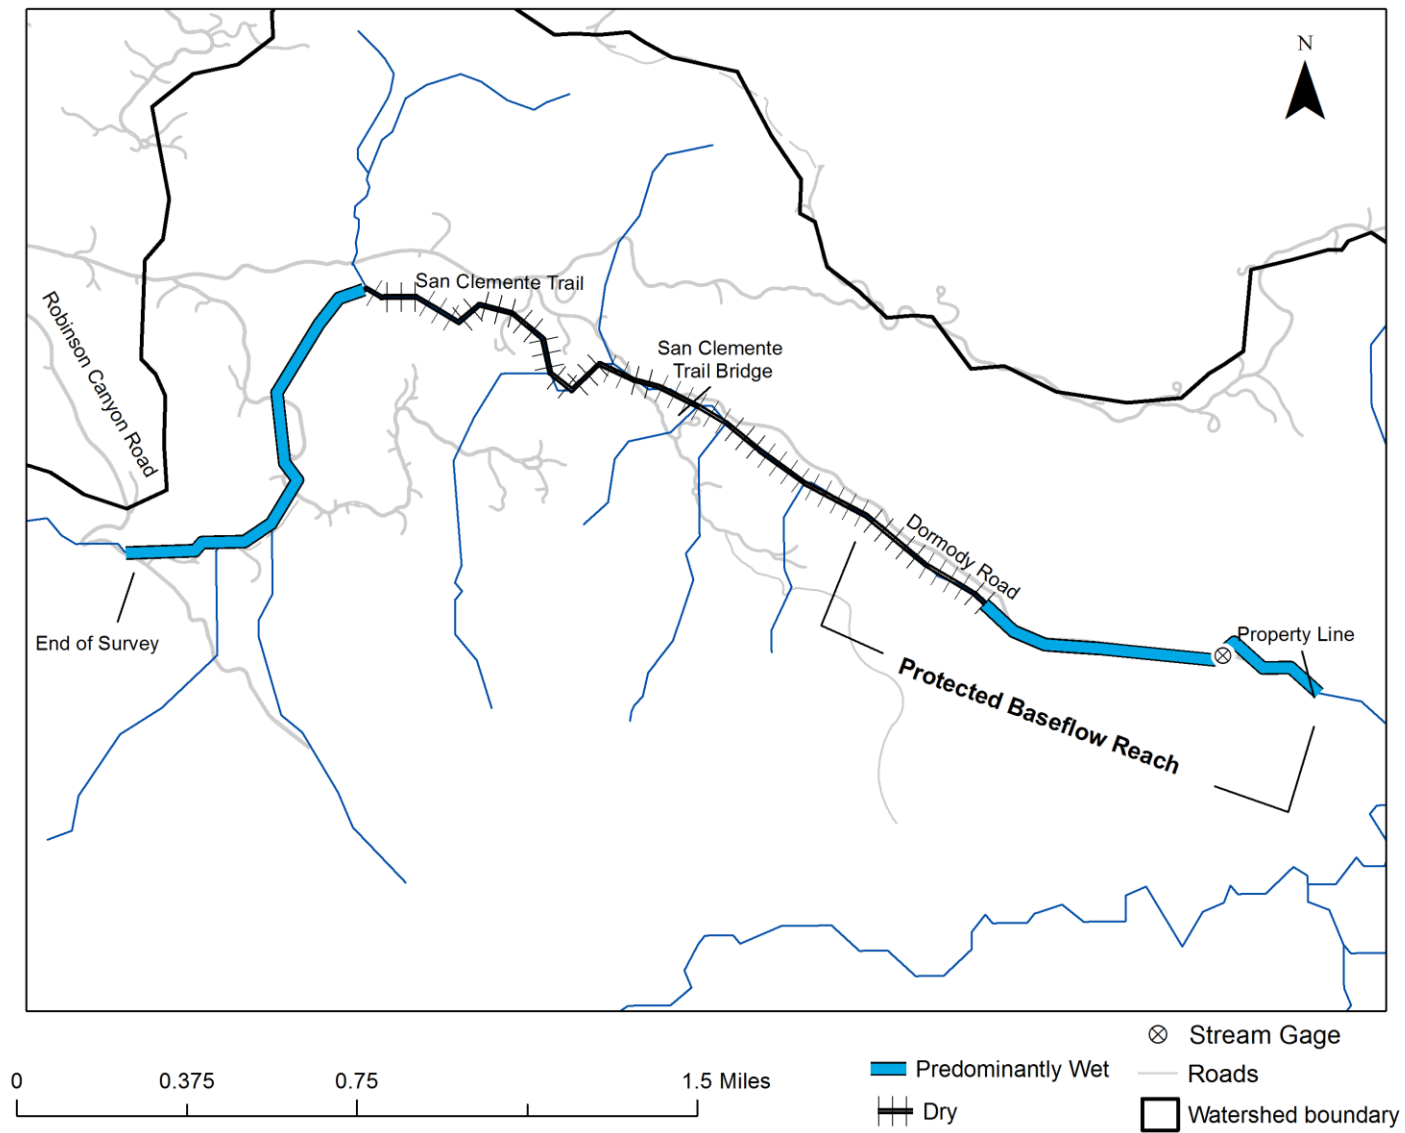 N
San Clemente Trail
Robinson Canyon Road
San Clemente
Trail Bridge
Dormody Road
End of Survey
Property Line
Protected Baseflow Reach
0
0.375
0.75
1.5 Miles
Predominantly Wet
Dry
Stream Gage
Roads
Watershed boundary